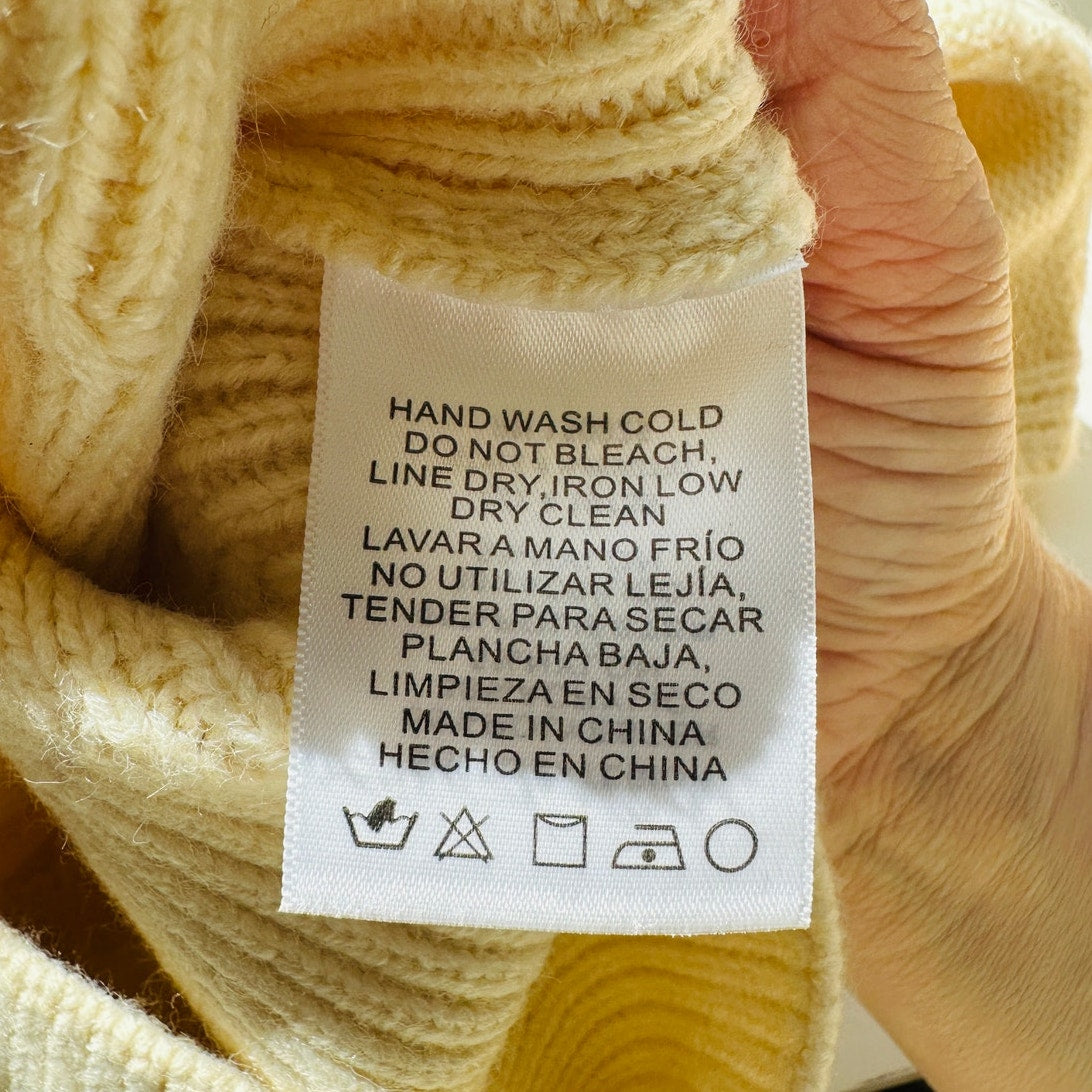 HAND WASH COLD
DO NOT BLEACH,
LINE DRY,IRON LOW
DRY CLEAN
LAVAR A MANO FRÍO
NO UTILIZAR LEJÍA,
TENDER PARA SECAR
PLANCHA BAJA,
LIMPIEZA EN SECO
MADE IN CHINA
HECHO EN CHINA